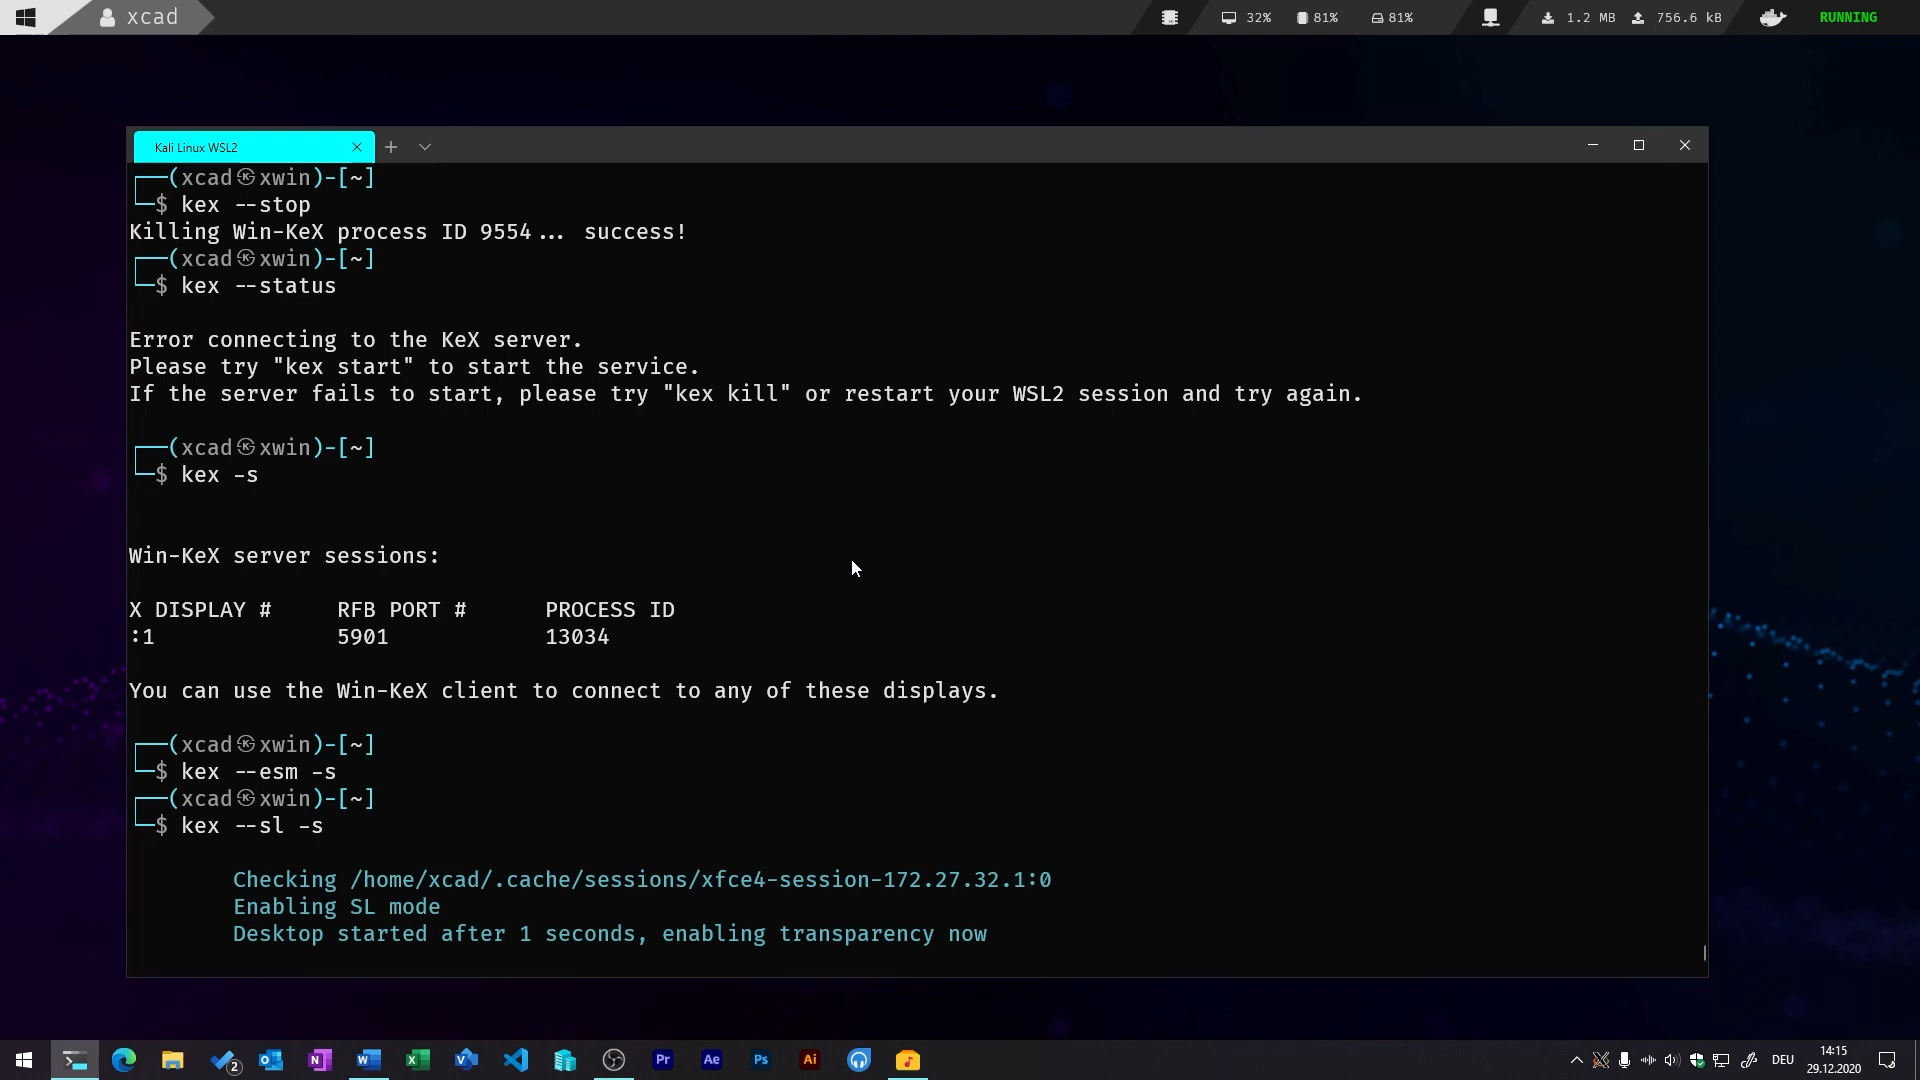 xcad
32% 81% 81% 1.2 MB 756.6 kB RUNNING
Kali Linux WSL2
┌──(xcad㉿xwin)-[~]
└─$ kex --stop
Killing Win-KeX process ID 9554... success!
┌──(xcad㉿xwin)-[~]
└─$ kex --status
Error connecting to the KeX server.
Please try "kex start" to start the service.
If the server fails to start, please try "kex kill" or restart your WSL2 session and try again.
┌──(xcad㉿xwin)-[~]
└─$ kex -s
Win-KeX server sessions:
X DISPLAY # RFB PORT # PROCESS ID
:1 5901 13034
You can use the Win-KeX client to connect to any of these displays.
┌──(xcad㉿xwin)-[~]
└─$ kex --esm -s
┌──(xcad㉿xwin)-[~]
└─$ kex --sl -s
Checking /home/xcad/.cache/sessions/xfce4-session-172.27.32.1:0
Enabling SL mode
Desktop started after 1 seconds, enabling transparency now
2 Pr Ae Ps Ai DEU 14:15
29.12.2020